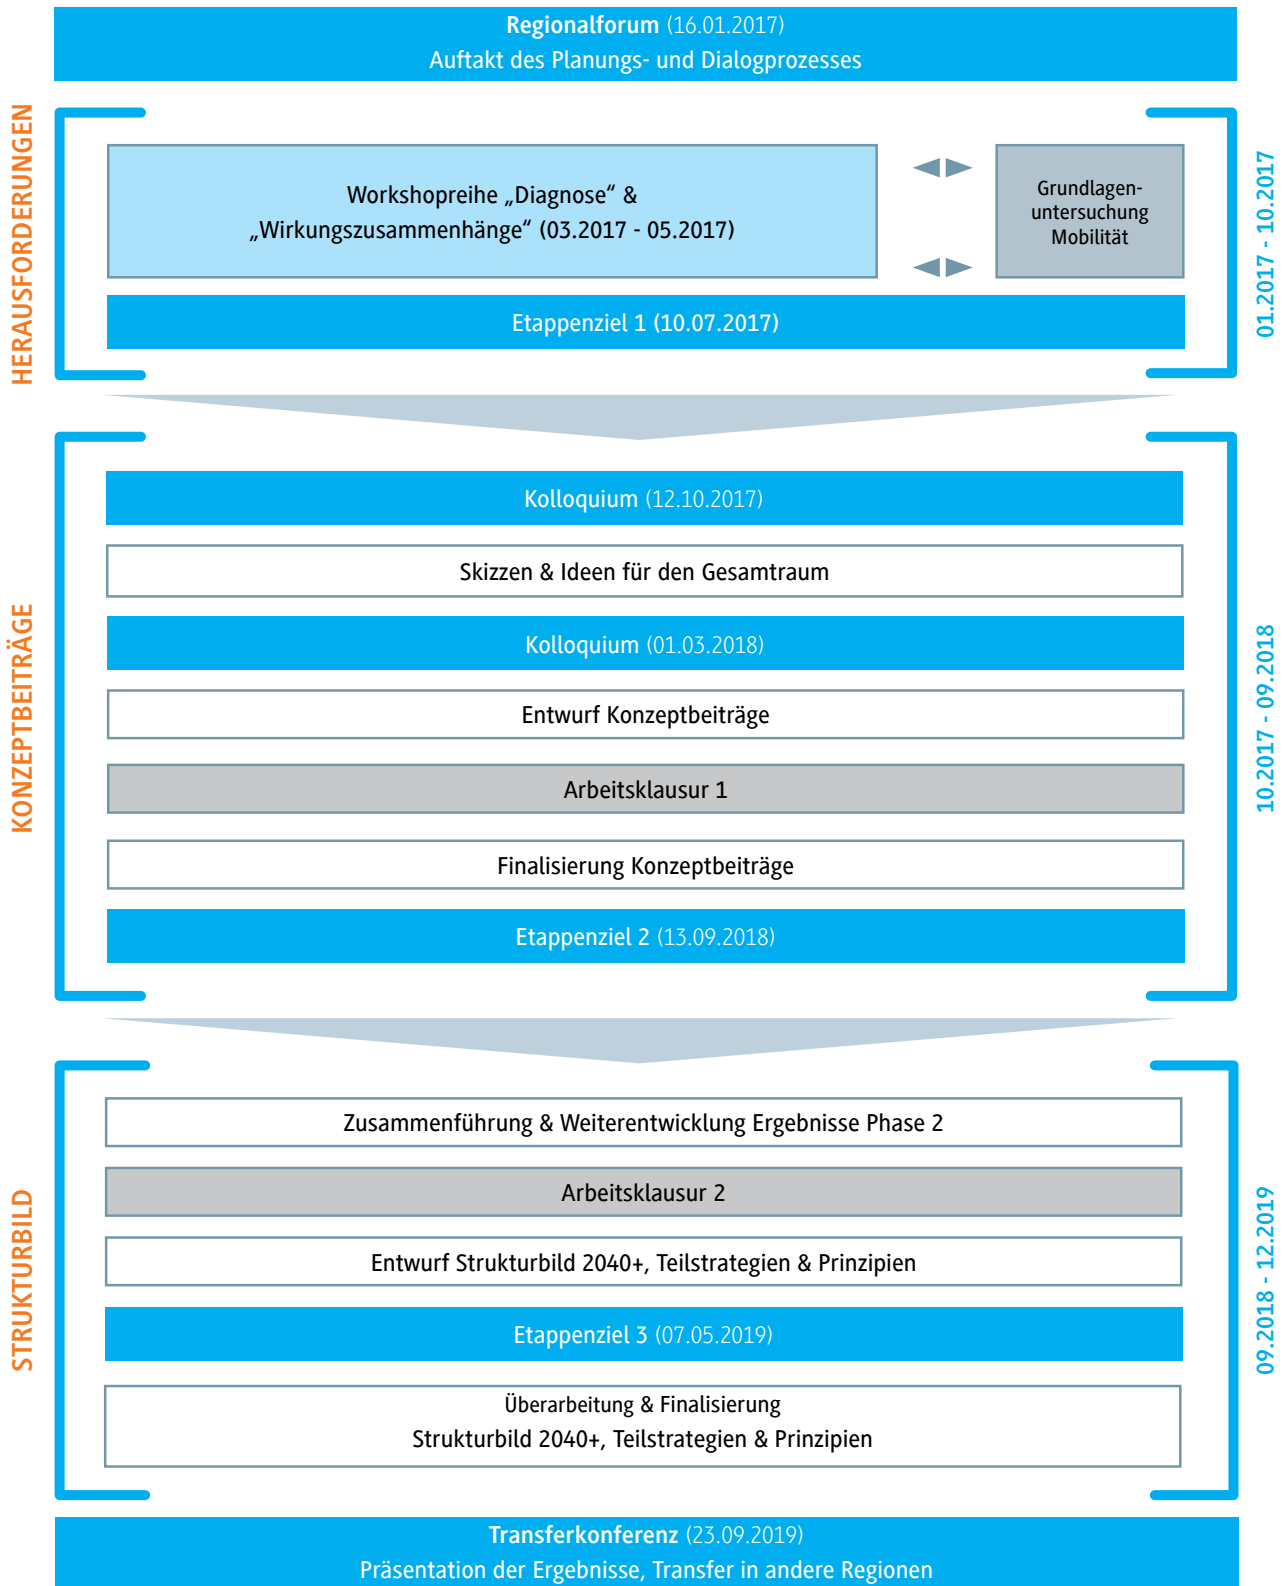 Regionalforum (16.01.2017)
Auftakt des Planungs- und Dialogprozesses
HERAUSFORDERUNGEN
Workshopreihe „Diagnose“ &
„Wirkungszusammenhänge“ (03.2017 - 05.2017)
Grundlagen-
untersuchung
Mobilität
Etappenziel 1 (10.07.2017)
01.2017 - 10.2017
KONZEPTBEITRÄGE
Kolloquium (12.10.2017)
Skizzen & Ideen für den Gesamtraum
Kolloquium (01.03.2018)
Entwurf Konzeptbeiträge
Arbeitsklausur 1
Finalisierung Konzeptbeiträge
Etappenziel 2 (13.09.2018)
10.2017 - 09.2018
STRUKTURBILD
Zusammenführung & Weiterentwicklung Ergebnisse Phase 2
Arbeitsklausur 2
Entwurf Strukturbild 2040+, Teilstrategien & Prinzipien
Etappenziel 3 (07.05.2019)
Überarbeitung & Finalisierung
Strukturbild 2040+, Teilstrategien & Prinzipien
09.2018 - 12.2019
Transferkonferenz (23.09.2019)
Präsentation der Ergebnisse, Transfer in andere Regionen